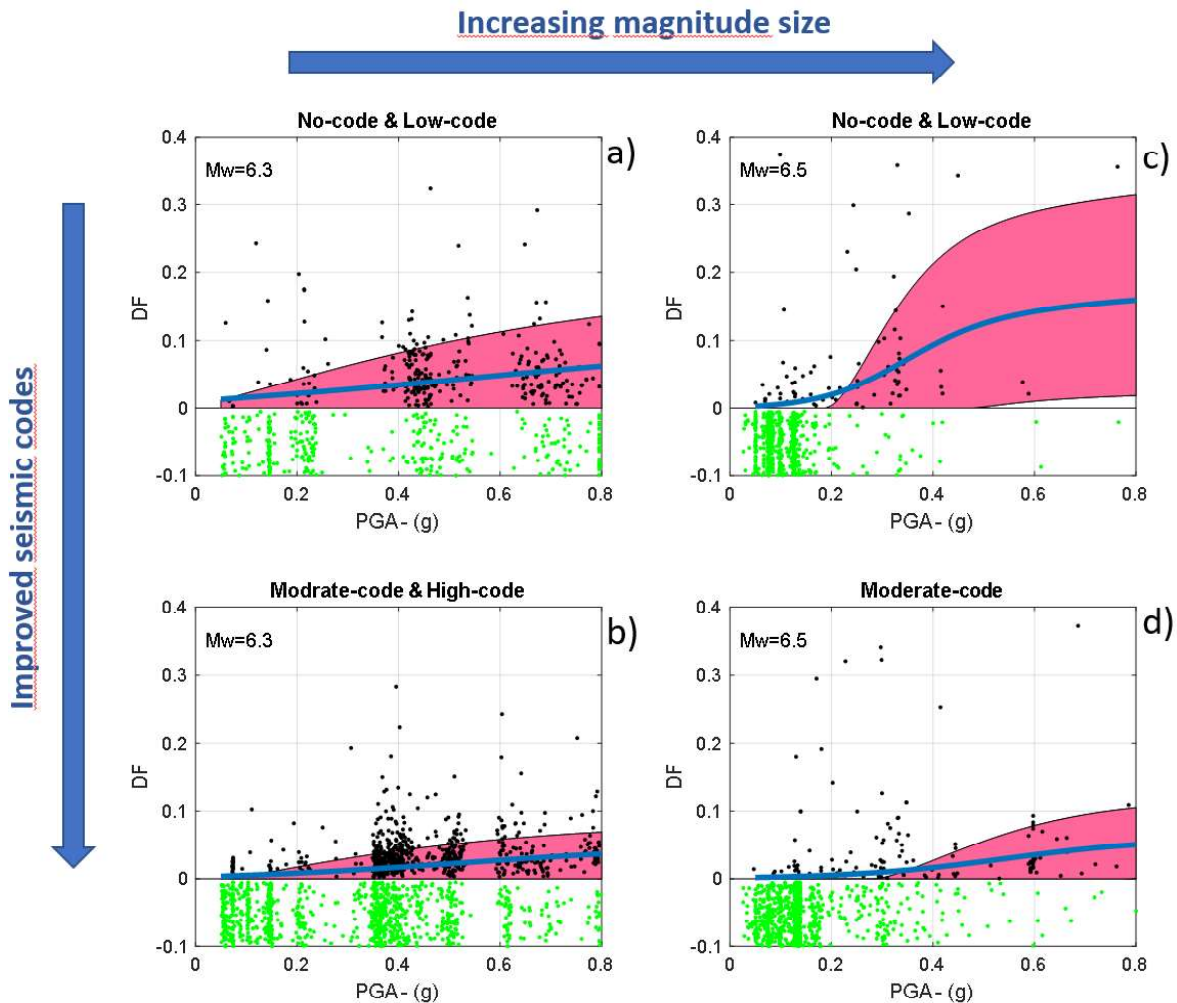 Increasing magnitude size
Improved seismic codes
No-code & Low-code
a)
Mw=6.3
0.4
0.3
0.2
0.1
0
-0.1
DF
0 0.2 0.4 0.6 0.8
PGA - (g)
No-code & Low-code
c)
Mw=6.5
0.4
0.3
0.2
0.1
0
-0.1
DF
0 0.2 0.4 0.6 0.8
PGA - (g)
Modrate-code & High-code
b)
Mw=6.3
0.4
0.3
0.2
0.1
0
-0.1
DF
0 0.2 0.4 0.6 0.8
PGA - (g)
Moderate-code
d)
Mw=6.5
0.4
0.3
0.2
0.1
0
-0.1
DF
0 0.2 0.4 0.6 0.8
PGA - (g)